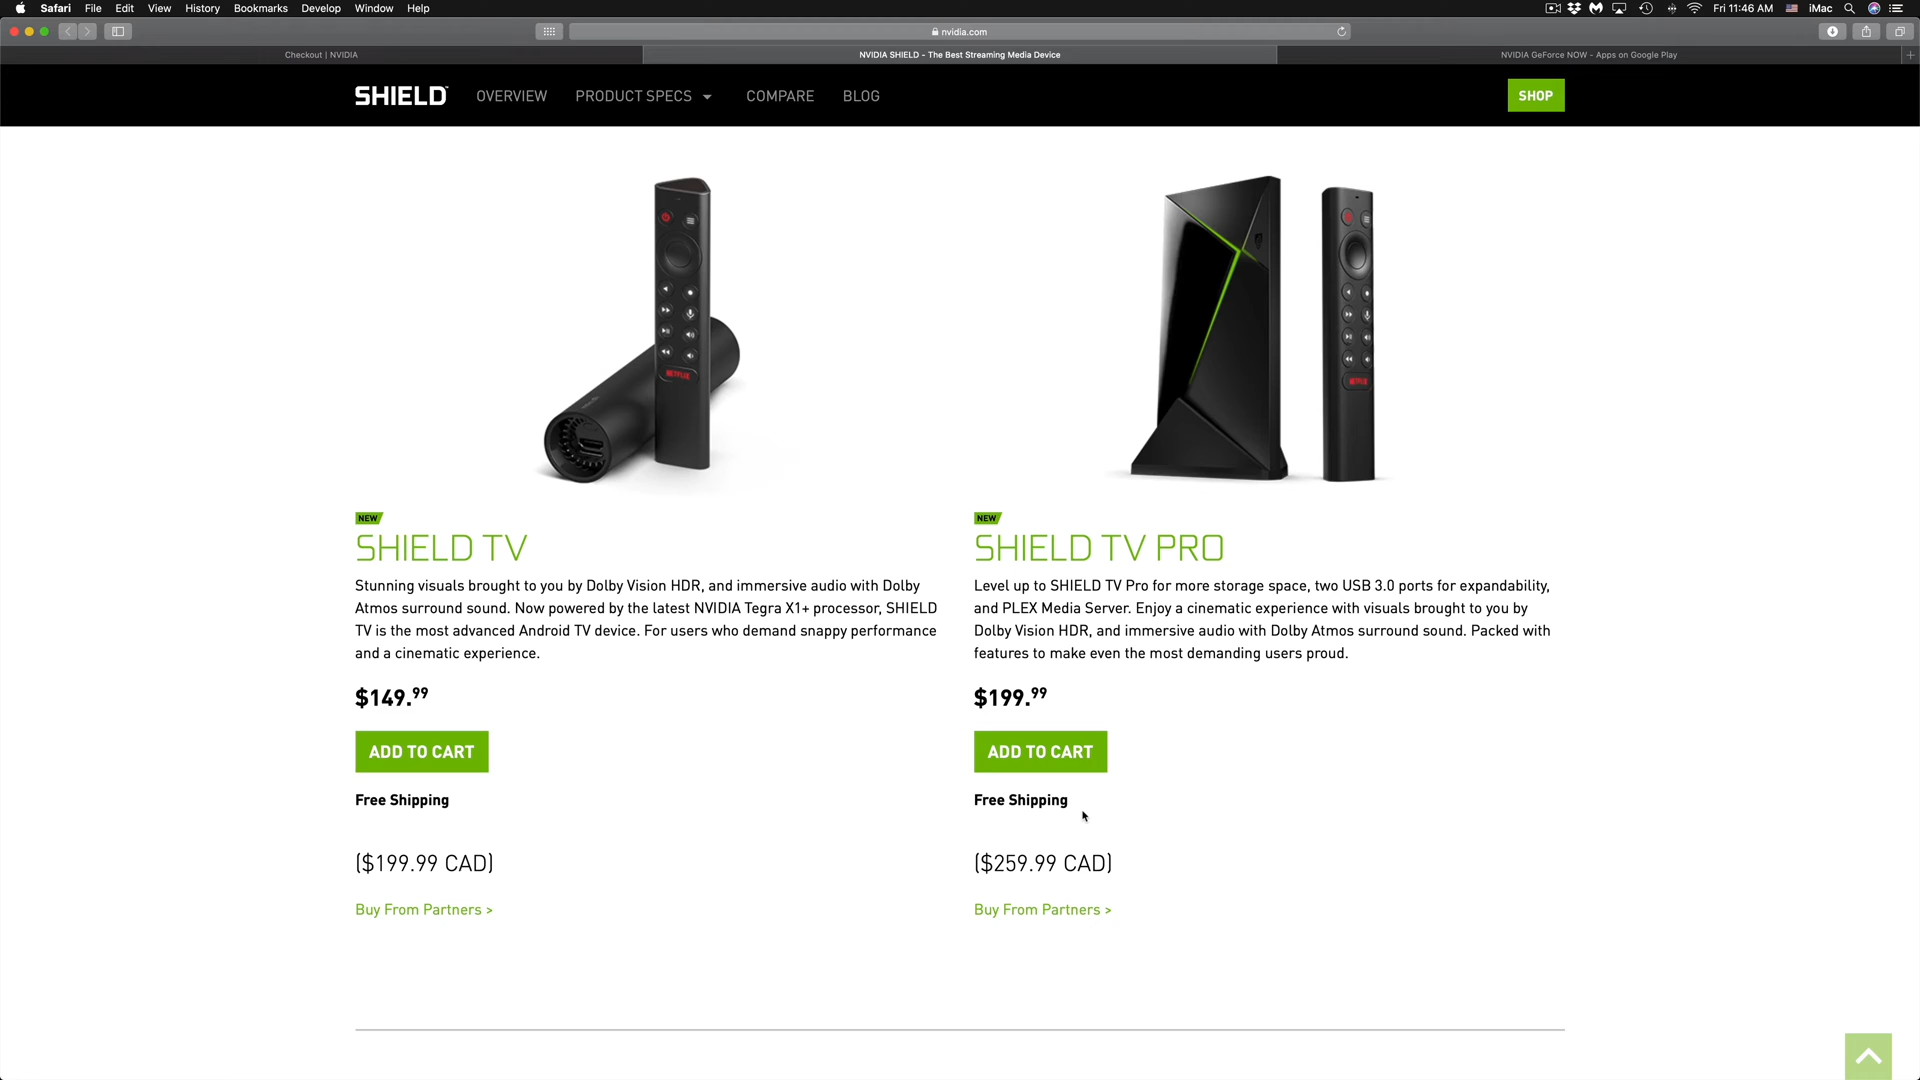 Safari File Edit View History Bookmarks Develop Window Help
Fri 11:46 AM iMac
nvidia.com
Checkout | NVIDIA
NVIDIA SHIELD - The Best Streaming Media Device
NVIDIA GeForce NOW - Apps on Google Play
SHIELD OVERVIEW PRODUCT SPECS COMPARE BLOG SHOP
NETFLIX
NETFLIX
NEW
SHIELD TV
Stunning visuals brought to you by Dolby Vision HDR, and immersive audio with Dolby
Atmos surround sound. Now powered by the latest NVIDIA Tegra X1+ processor, SHIELD
TV is the most advanced Android TV device. For users who demand snappy performance
and a cinematic experience.
$149.99
ADD TO CART
Free Shipping
($199.99 CAD)
Buy From Partners >
NEW
SHIELD TV PRO
Level up to SHIELD TV Pro for more storage space, two USB 3.0 ports for expandability,
and PLEX Media Server. Enjoy a cinematic experience with visuals brought to you by
Dolby Vision HDR, and immersive audio with Dolby Atmos surround sound. Packed with
features to make even the most demanding users proud.
$199.99
ADD TO CART
Free Shipping
($259.99 CAD)
Buy From Partners >